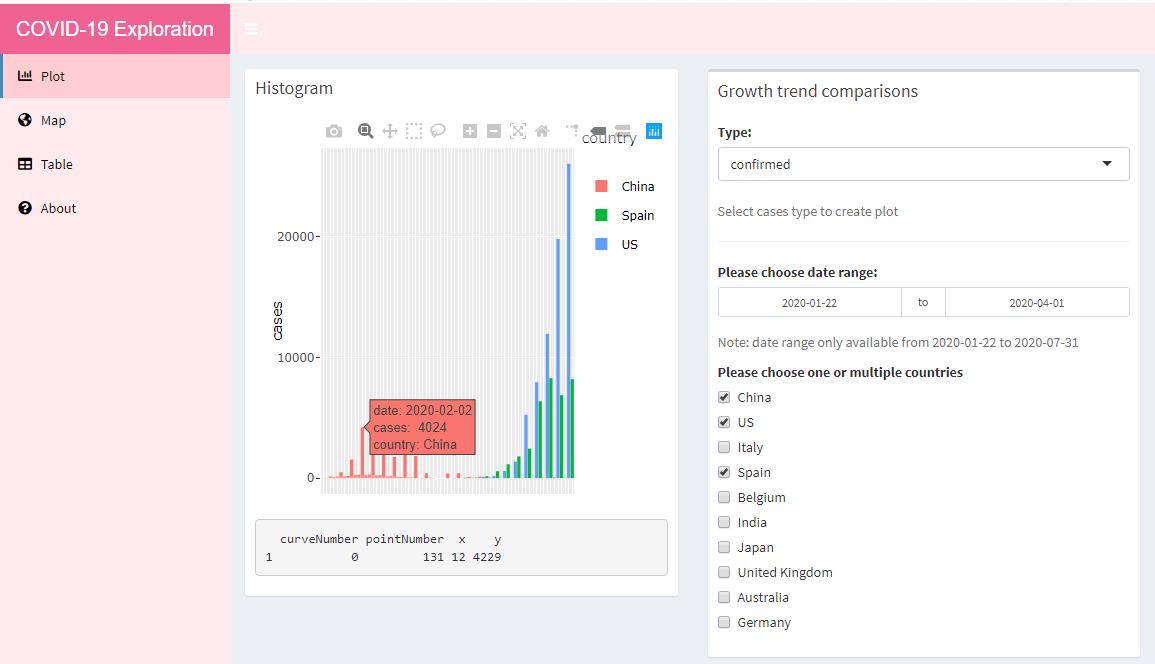 COVID-19 Exploration
Plot
Map
Table
About
Histogram
country
China
Spain
US
20000
10000
0
cases
date: 2020-02-02
cases: 4024
country: China
curveNumber pointNumber x y
1 0 131 12 4229
Growth trend comparisons
Type:
confirmed
Select cases type to create plot
Please choose date range:
2020-01-22 to 2020-04-01
Note: date range only available from 2020-01-22 to 2020-07-31
Please choose one or multiple countries
China
US
Italy
Spain
Belgium
India
Japan
United Kingdom
Australia
Germany